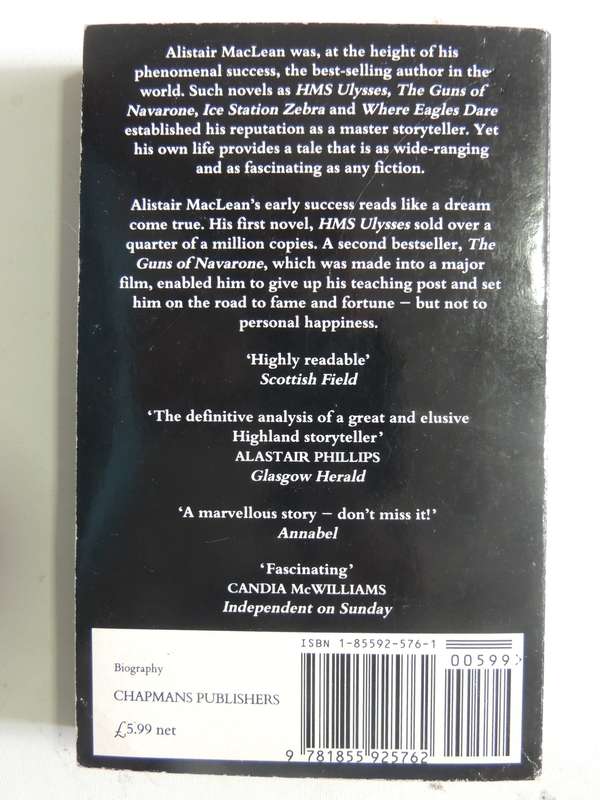 Alistair MacLean was, at the height of his
phenomenal success, the best-selling author in the
world. Such novels as HMS Ulysses, The Guns of
Navarone, Ice Station Zebra and Where Eagles Dare
established his reputation as a master storyteller. Yet
his own life provides a tale that is as wide-ranging
and as fascinating as any fiction.
Alistair MacLean's early success reads like a dream
come true. His first novel, HMS Ulysses sold over a
quarter of a million copies. A second bestseller, The
Guns of Navarone, which was made into a major
film, enabled him to give up his teaching post and set
him on the road to fame and fortune – but not to
personal happiness.
‘Highly readable’
Scottish Field
‘The definitive analysis of a great and elusive
Highland storyteller’
ALASTAIR PHILLIPS
Glasgow Herald
‘A marvellous story – don't miss it!’
Annabel
‘Fascinating’
CANDIA McWILLIAMS
Independent on Sunday
Biography
CHAPMANS PUBLISHERS
£5.99 net
ISBN 1-85592-576-1
00599>
9 781855 925762